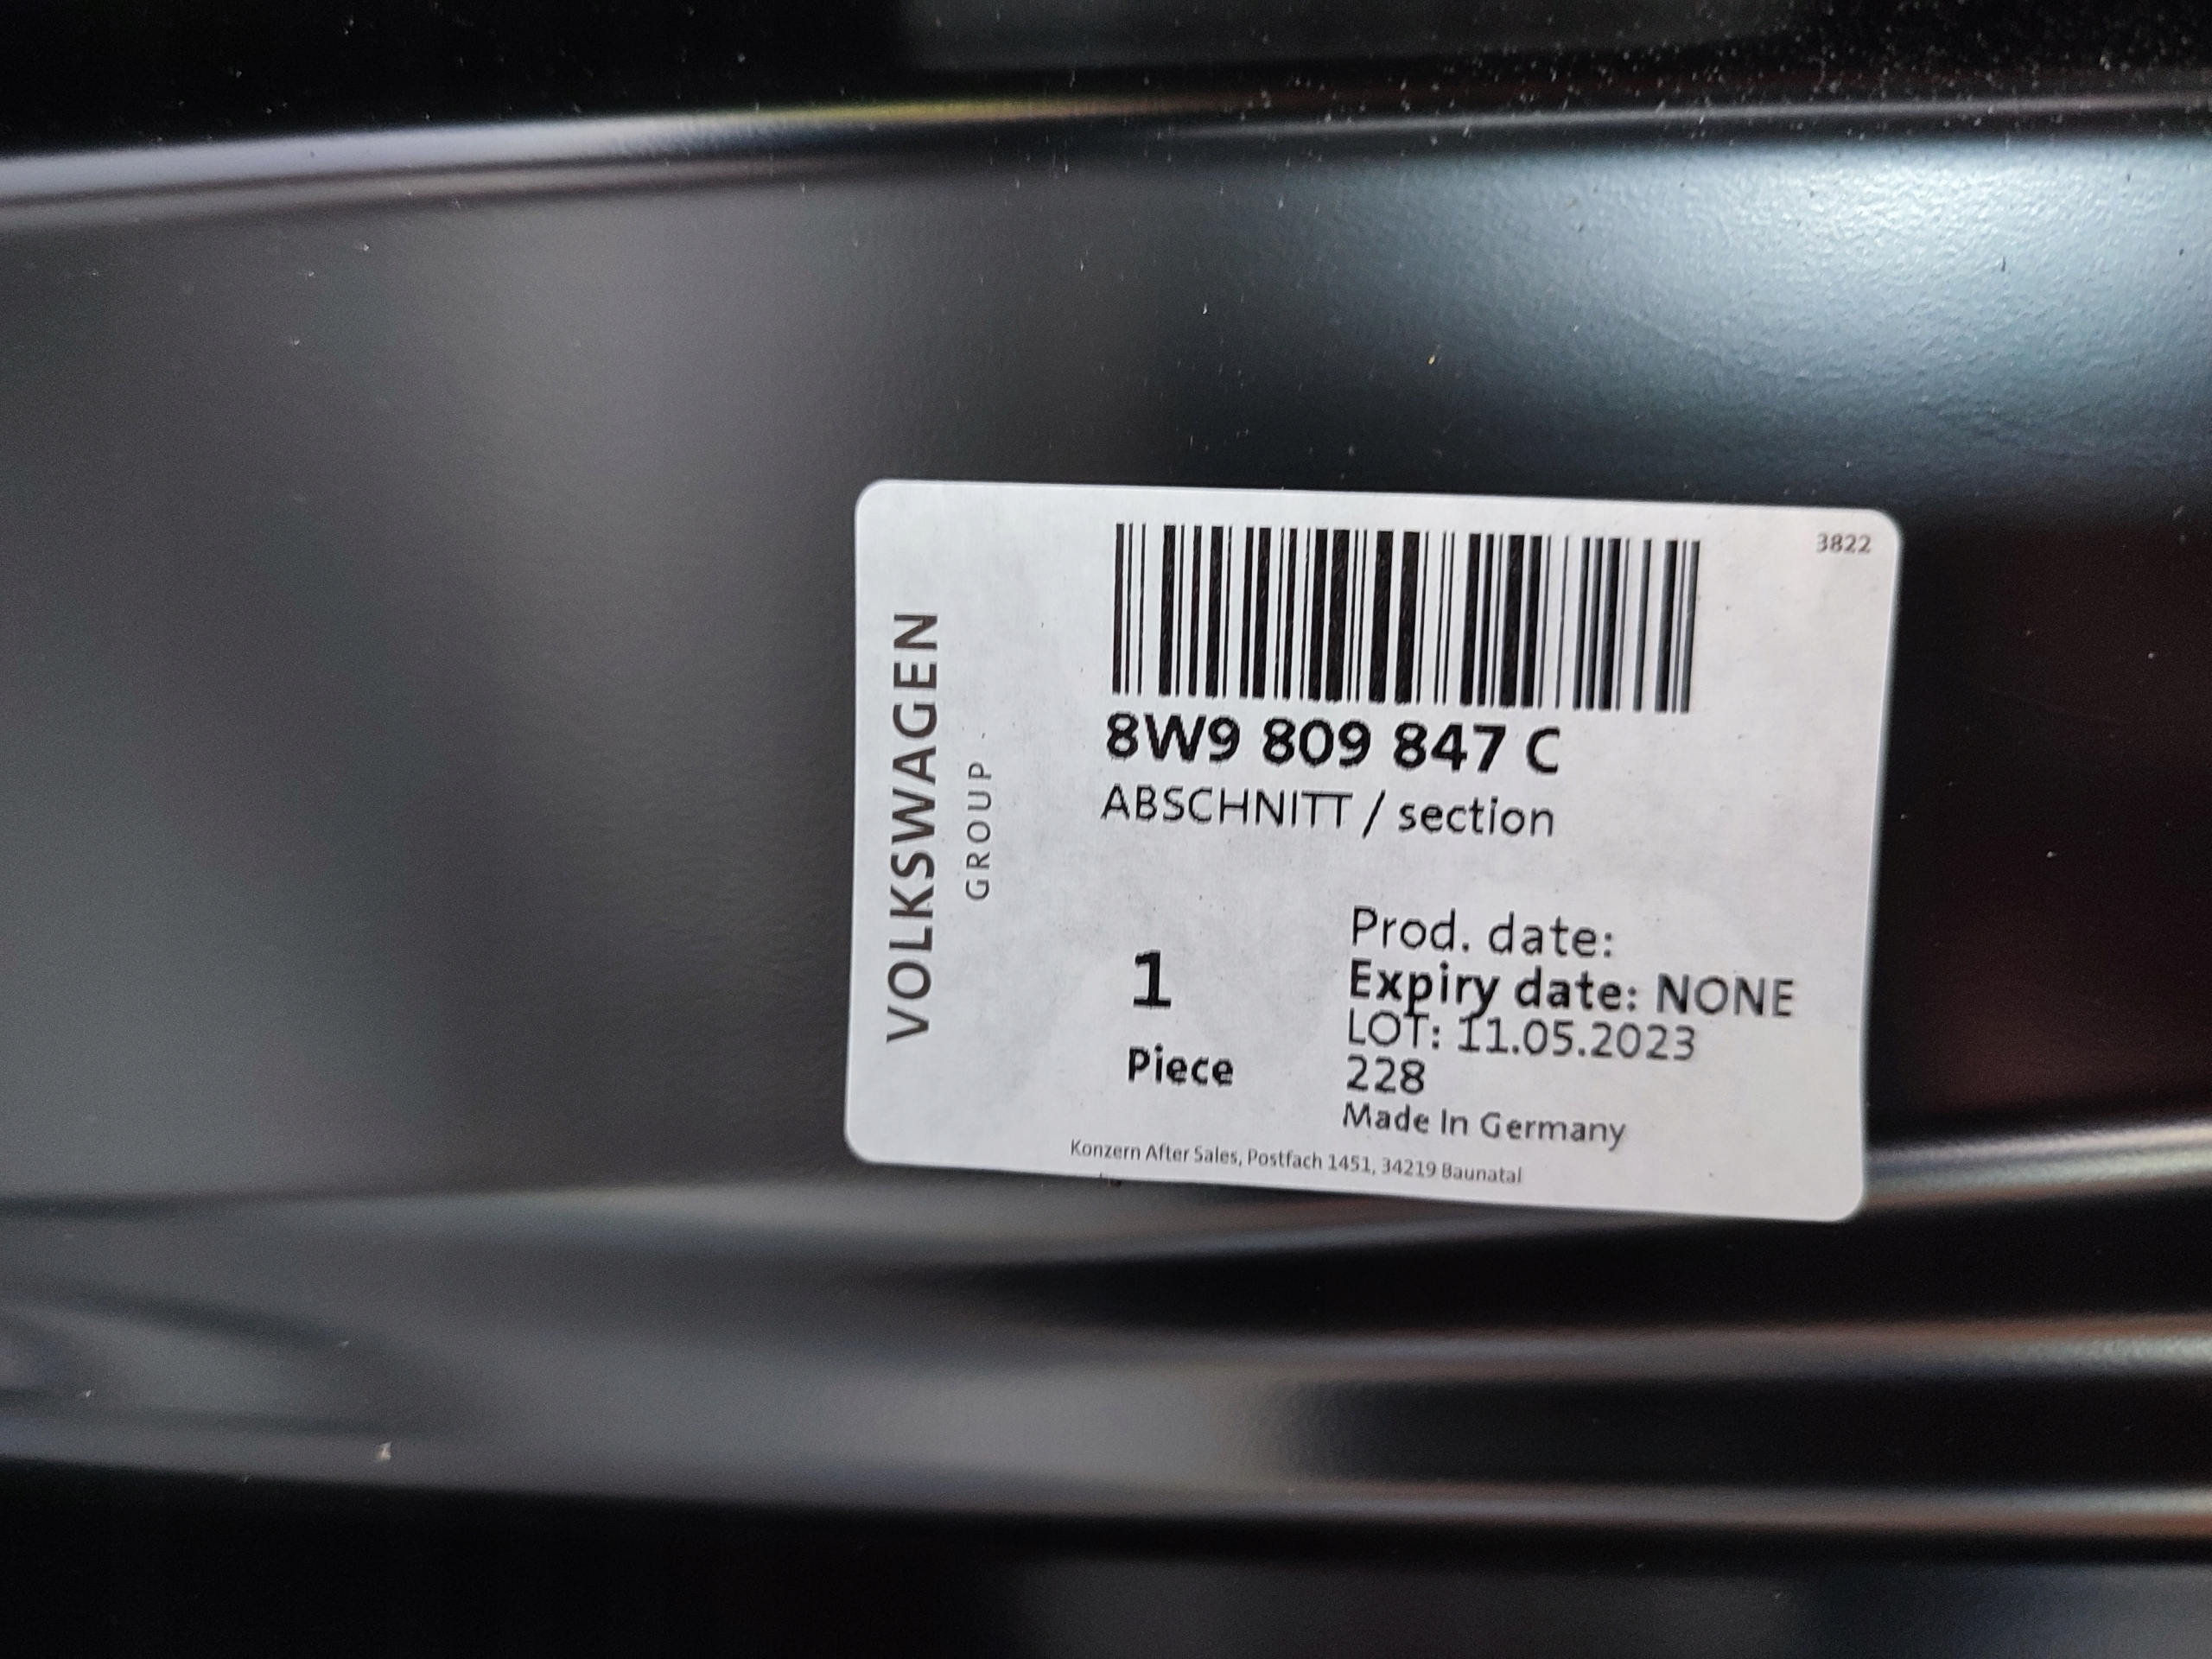 3822
VOLKSWAGEN
GROUP
8W9 809 847 C
ABSCHNITT / section
1
Piece
Prod. date:
Expiry date: NONE
LOT: 11.05.2023
228
Made In Germany
Konzern After Sales, Postfach 1451, 34219 Baunatal